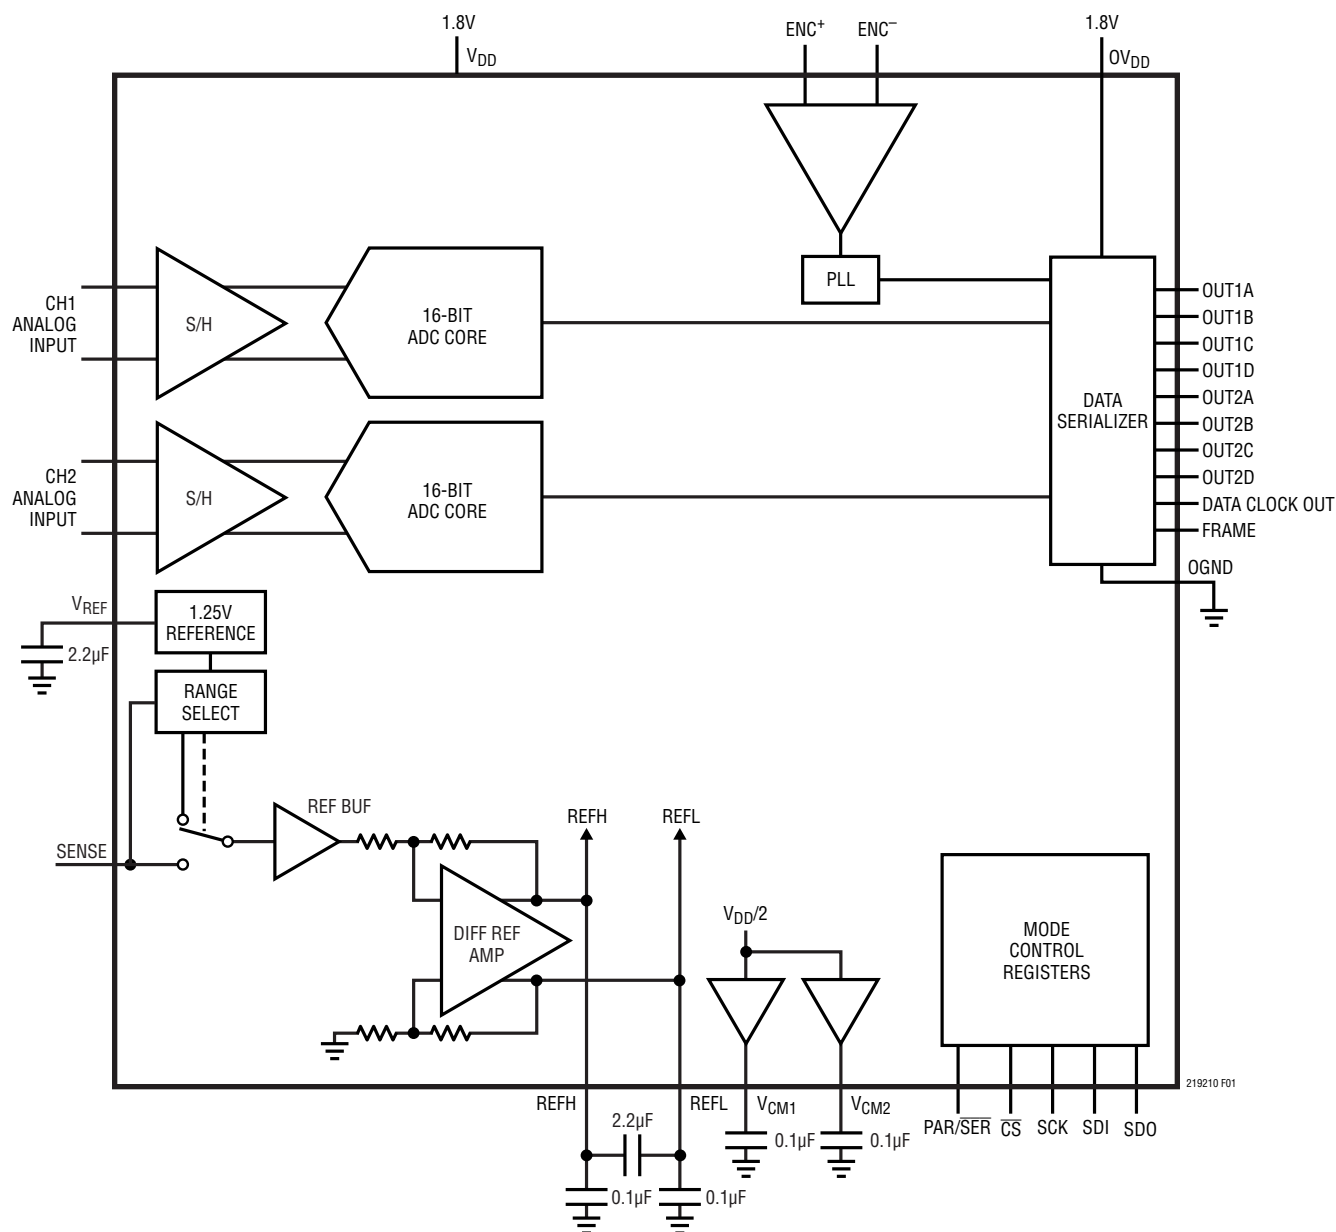 1.8V
VDD
ENC+
ENC–
1.8V
OVDD
CH1
ANALOG
INPUT
S/H
16-BIT
ADC CORE
PLL
DATA
SERIALIZER
OUT1A
OUT1B
OUT1C
OUT1D
OUT2A
OUT2B
OUT2C
OUT2D
DATA CLOCK OUT
FRAME
OGND
CH2
ANALOG
INPUT
S/H
16-BIT
ADC CORE
VREF
2.2µF
1.25V
REFERENCE
RANGE
SELECT
SENSE
REF BUF
DIFF REF
AMP
REFH
REFL
VDD/2
MODE
CONTROL
REGISTERS
219210 F01
REFH
REFL
VCM1
VCM2
2.2µF
0.1µF
0.1µF
0.1µF
0.1µF
PAR/SER
CS
SCK
SDI
SDO